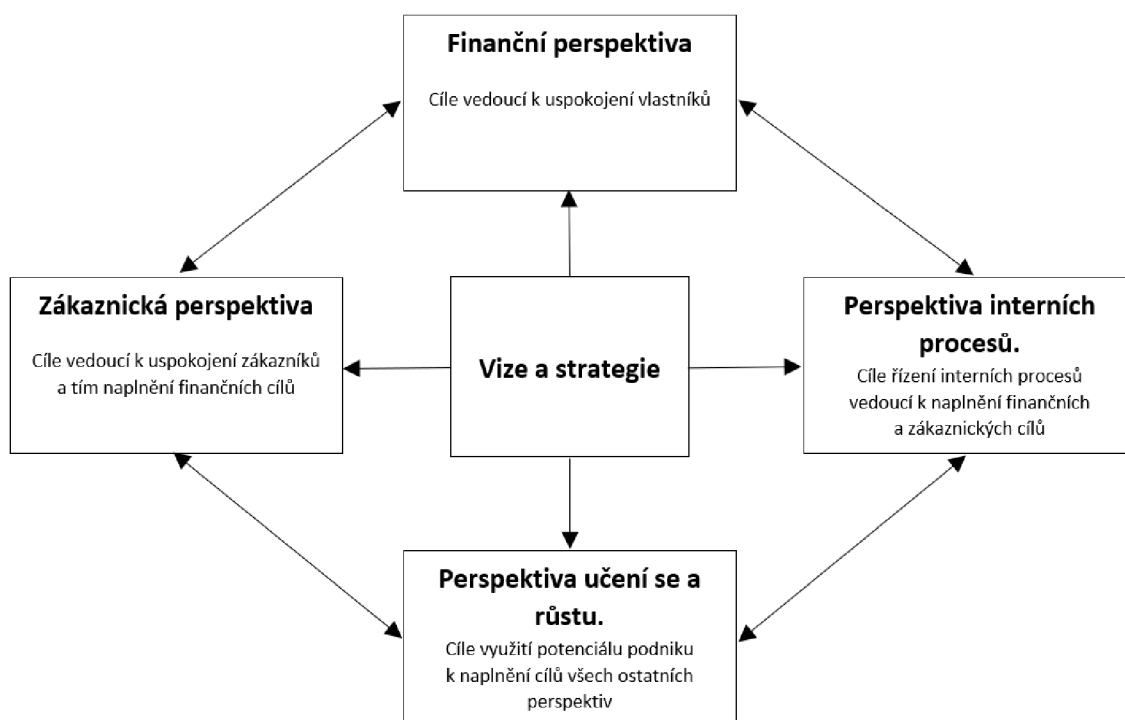 Finanční perspektiva
Cíle vedoucí k uspokojení vlastníků
Zákaznická perspektiva
Cíle vedoucí k uspokojení zákazníků
a tím naplnění finančních cílů
Vize a strategie
Perspektiva interních
procesů.
Cíle řízení interních procesů
vedoucí k naplnění finančních
a zákaznických cílů
Perspektiva učení se a
růstu.
Cíle využití potenciálu podniku
k naplnění cílů všech ostatních
perspektiv